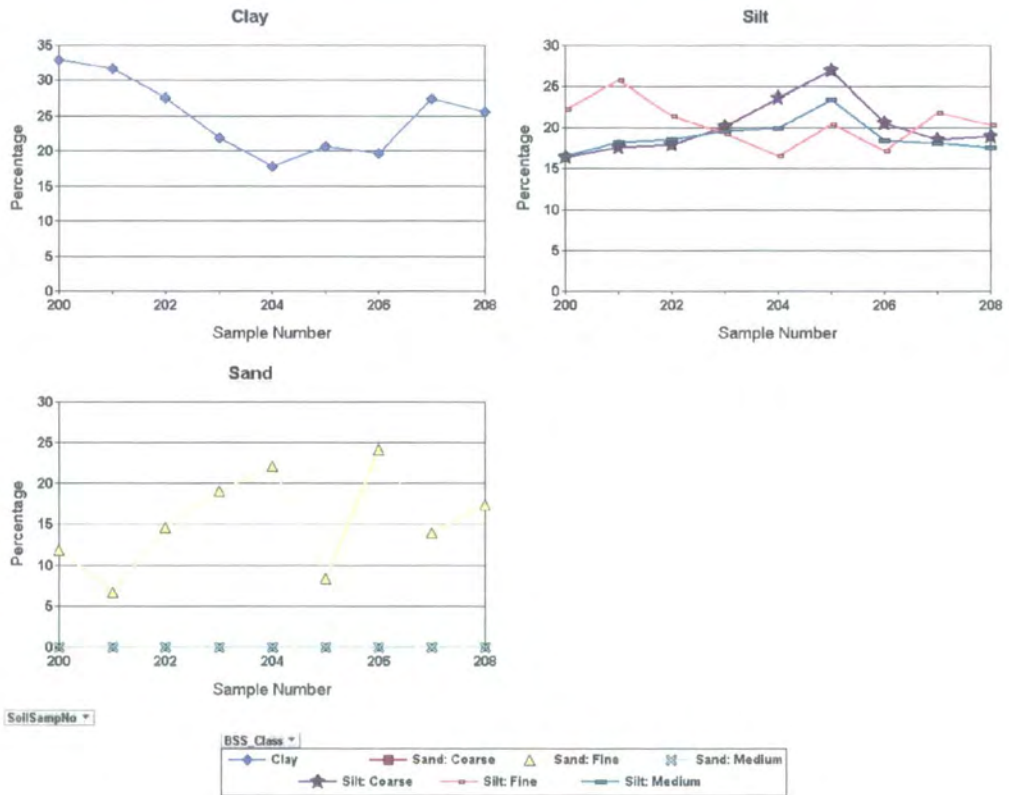 Clay
35
30
25
20
15
10
5
0
Percentage
200 202 204 206 208
Sample Number
Silt
30
25
20
15
10
5
0
Percentage
200 202 204 206 208
Sample Number
Sand
30
25
20
15
10
5
0
Percentage
200 202 204 206 208
Sample Number
SoilSampNo
BSS_Class
Clay Sand: Coarse Sand: Fine Sand: Medium
Silt: Coarse Silt: Fine Silt: Medium